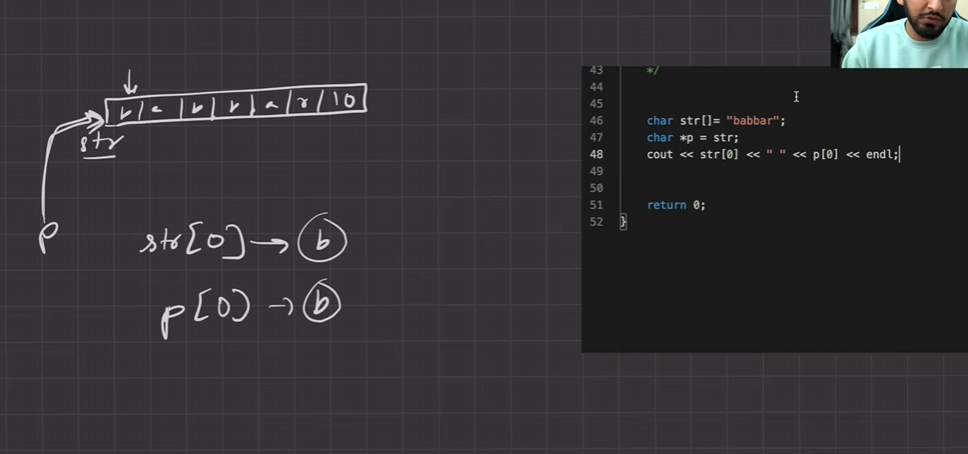 b | a | b | b | a | r | \0
str
p
str[0] → b
p[0] → b
43 */
44
45
46 char str[]= "babbar";
47 char *p = str;
48 cout << str[0] << " " << p[0] << endl;
49
50
51 return 0;
52 }